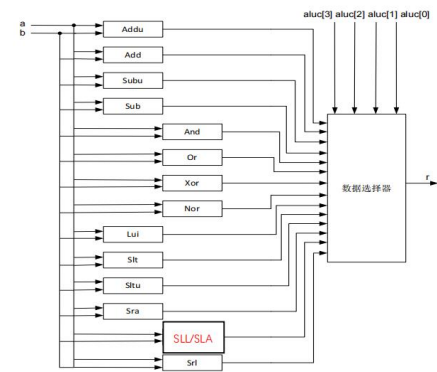 aluc[3] aluc[2] aluc[1] aluc[0]
a
b
Addu
Add
Subu
Sub
And
Or
Xor
Nor
Lui
Slt
Sltu
Sra
SLL/SLA
Srl
数据选择器
r